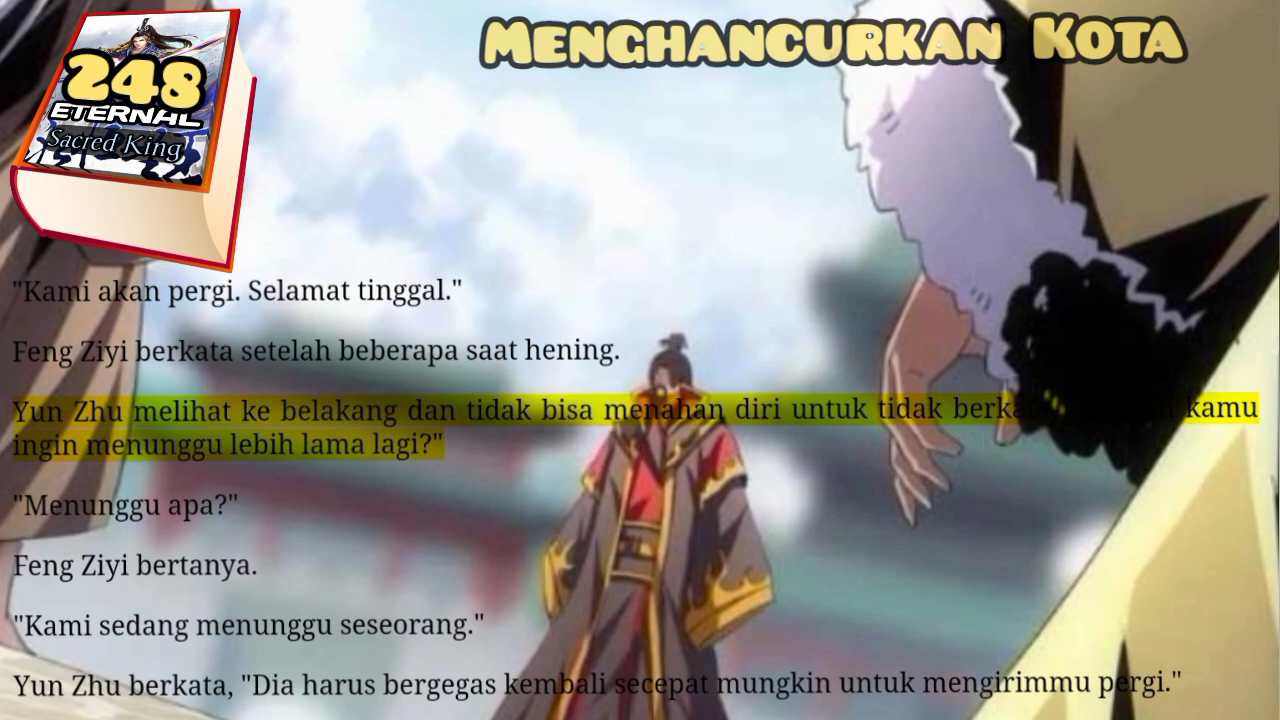 Menghancurkan Kota
248
ETERNAL
Sacred King
"Kami akan pergi. Selamat tinggal."
Feng Ziyi berkata setelah beberapa saat hening.
Yun Zhu melihat ke belakang dan tidak bisa menahan diri untuk tidak berkata, kamu
ingin menunggu lebih lama lagi?"
"Menunggu apa?"
Feng Ziyi bertanya.
"Kami sedang menunggu seseorang."
Yun Zhu berkata, "Dia harus bergegas kembali secepat mungkin untuk mengirimmu pergi."